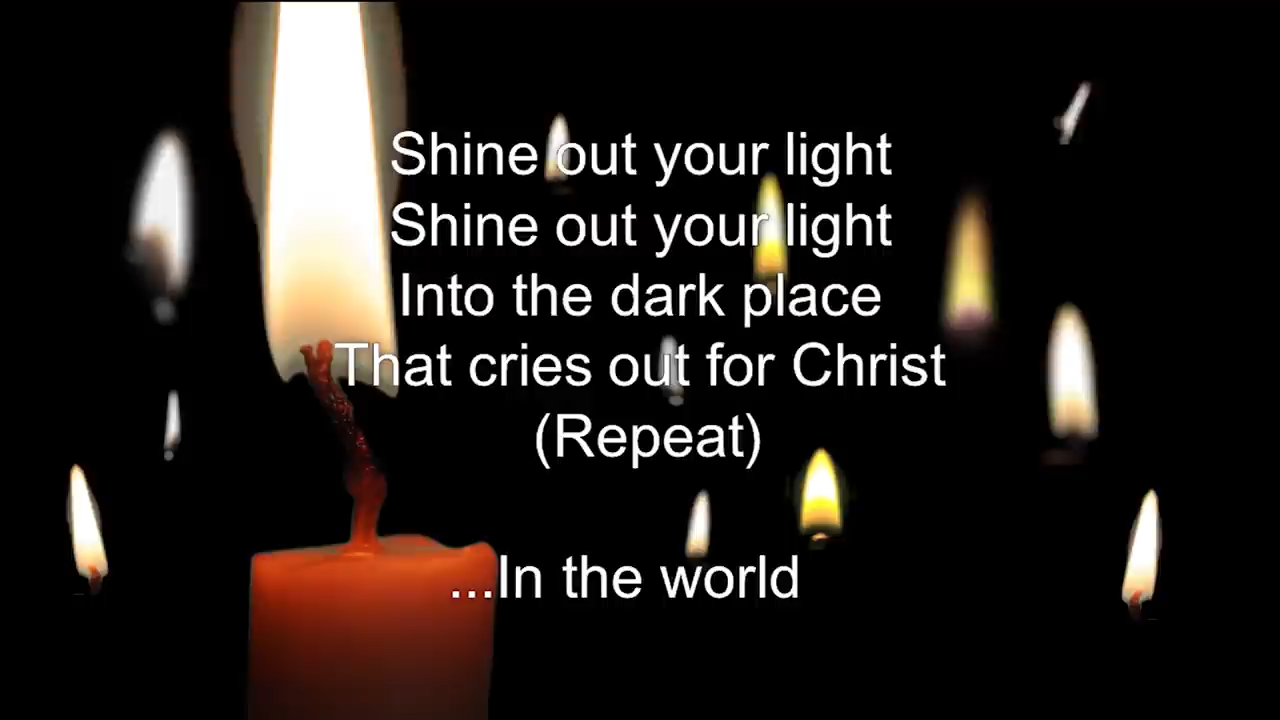 Shine out your light
Shine out your light
Into the dark place
That cries out for Christ
(Repeat)
...In the world